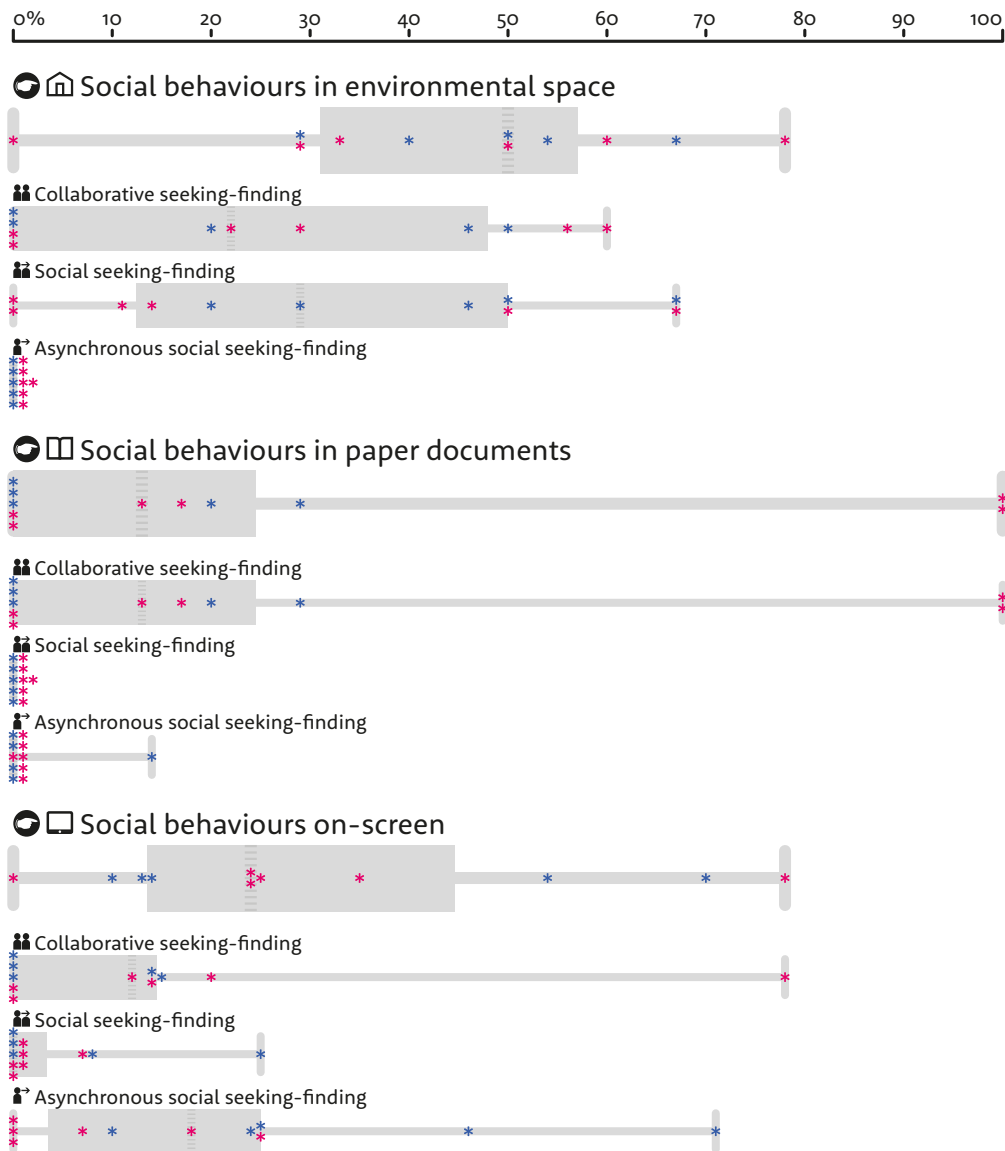 0% 10 20 30 40 50 60 70 80 90 100
Social behaviours in environmental space
Collaborative seeking-finding
Social seeking-finding
Asynchronous social seeking-finding
Social behaviours in paper documents
Collaborative seeking-finding
Social seeking-finding
Asynchronous social seeking-finding
Social behaviours on-screen
Collaborative seeking-finding
Social seeking-finding
Asynchronous social seeking-finding